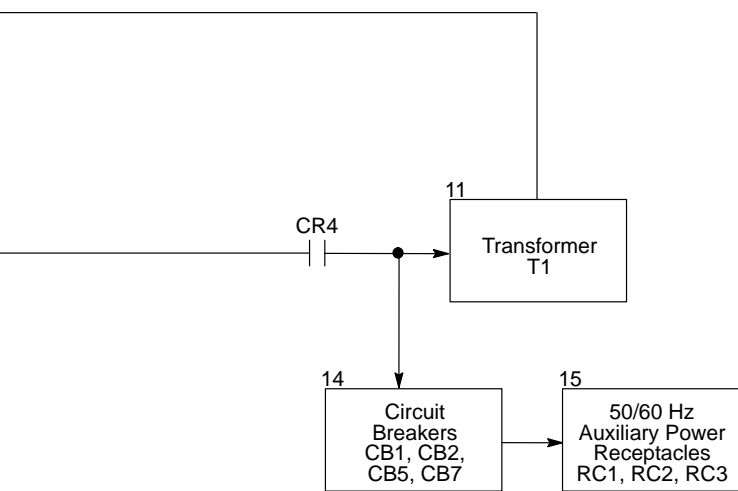 11
CR4
Transformer
T1
14
Circuit
Breakers
CB1, CB2,
CB5, CB7
15
50/60 Hz
Auxiliary Power
Receptacles
RC1, RC2, RC3